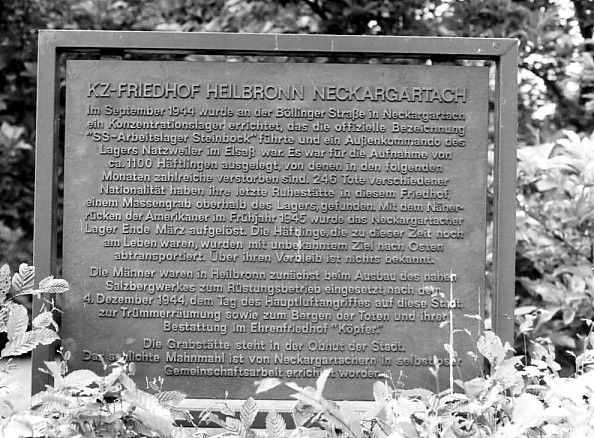 KZ-FRIEDHOF HEILBRONN NECKARGARTACH
Im September 1944 wurde an der Böllinger Straße in Neckargartach
ein Konzentrationslager errichtet, das die offizielle Bezeichnung
"SS-Arbeitslager Steinbock" führte und ein Außenkommando des
Lagers Natzweiler im Elsaß war. Es war für die Aufnahme von
ca. 1100 Häftlingen ausgelegt, von denen in den folgenden
Monaten zahlreiche verstorben sind. 246 Tote verschiedener
Nationalität haben ihre letzte Ruhestätte in diesem Friedhof,
einem Massengrab oberhalb des Lagers, gefunden. Mit dem Näher-
rücken der Amerikaner im Frühjahr 1945 wurde das Neckargartacher
Lager Ende März aufgelöst. Die Häftlinge, die zu dieser Zeit noch
am Leben waren, wurden mit unbekanntem Ziel nach Osten
abtransportiert. Über ihren Verbleib ist nichts bekannt.
Die Männer waren in Heilbronn zunächst beim Ausbau des nahen
Salzbergwerkes zum Rüstungsbetrieb eingesetzt, nach dem
4. Dezember 1944, dem Tag des Hauptluftangriffes auf diese Stadt,
zur Trümmerräumung sowie zum Bergen der Toten und ihrer
Bestattung im Ehrenfriedhof "Köpfer."
Die Grabstätte steht in der Obhut der Stadt.
Das schlichte Mahnmahl ist von Neckargartachern in selbstloser
Gemeinschaftsarbeit errichtet worden.